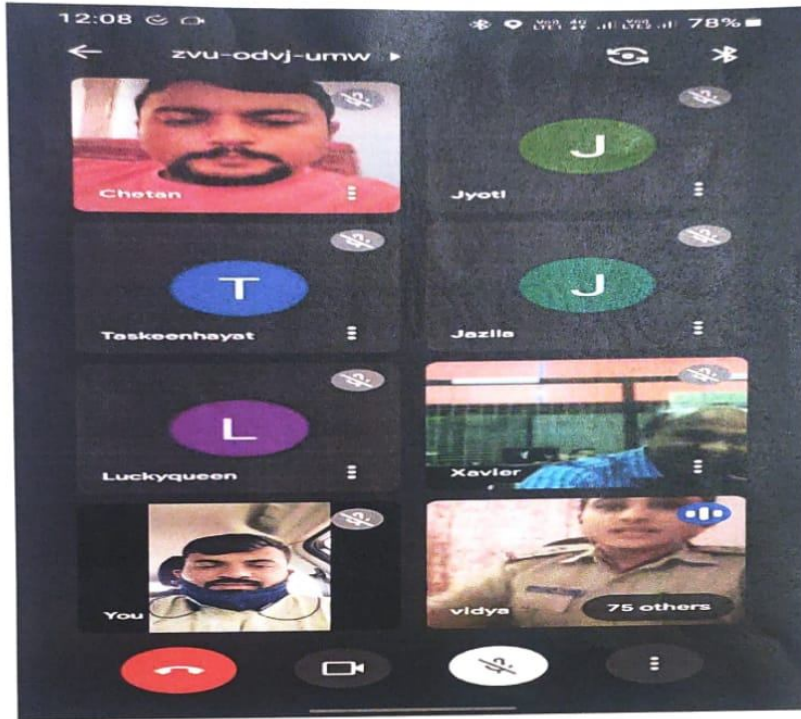 12:08 78%
zvu-odvj-umw
Chetan
J
Jyoti
T
Taskeenhayat
J
Jazila
L
Luckyqueen
Xavier
You
vidya 75 others